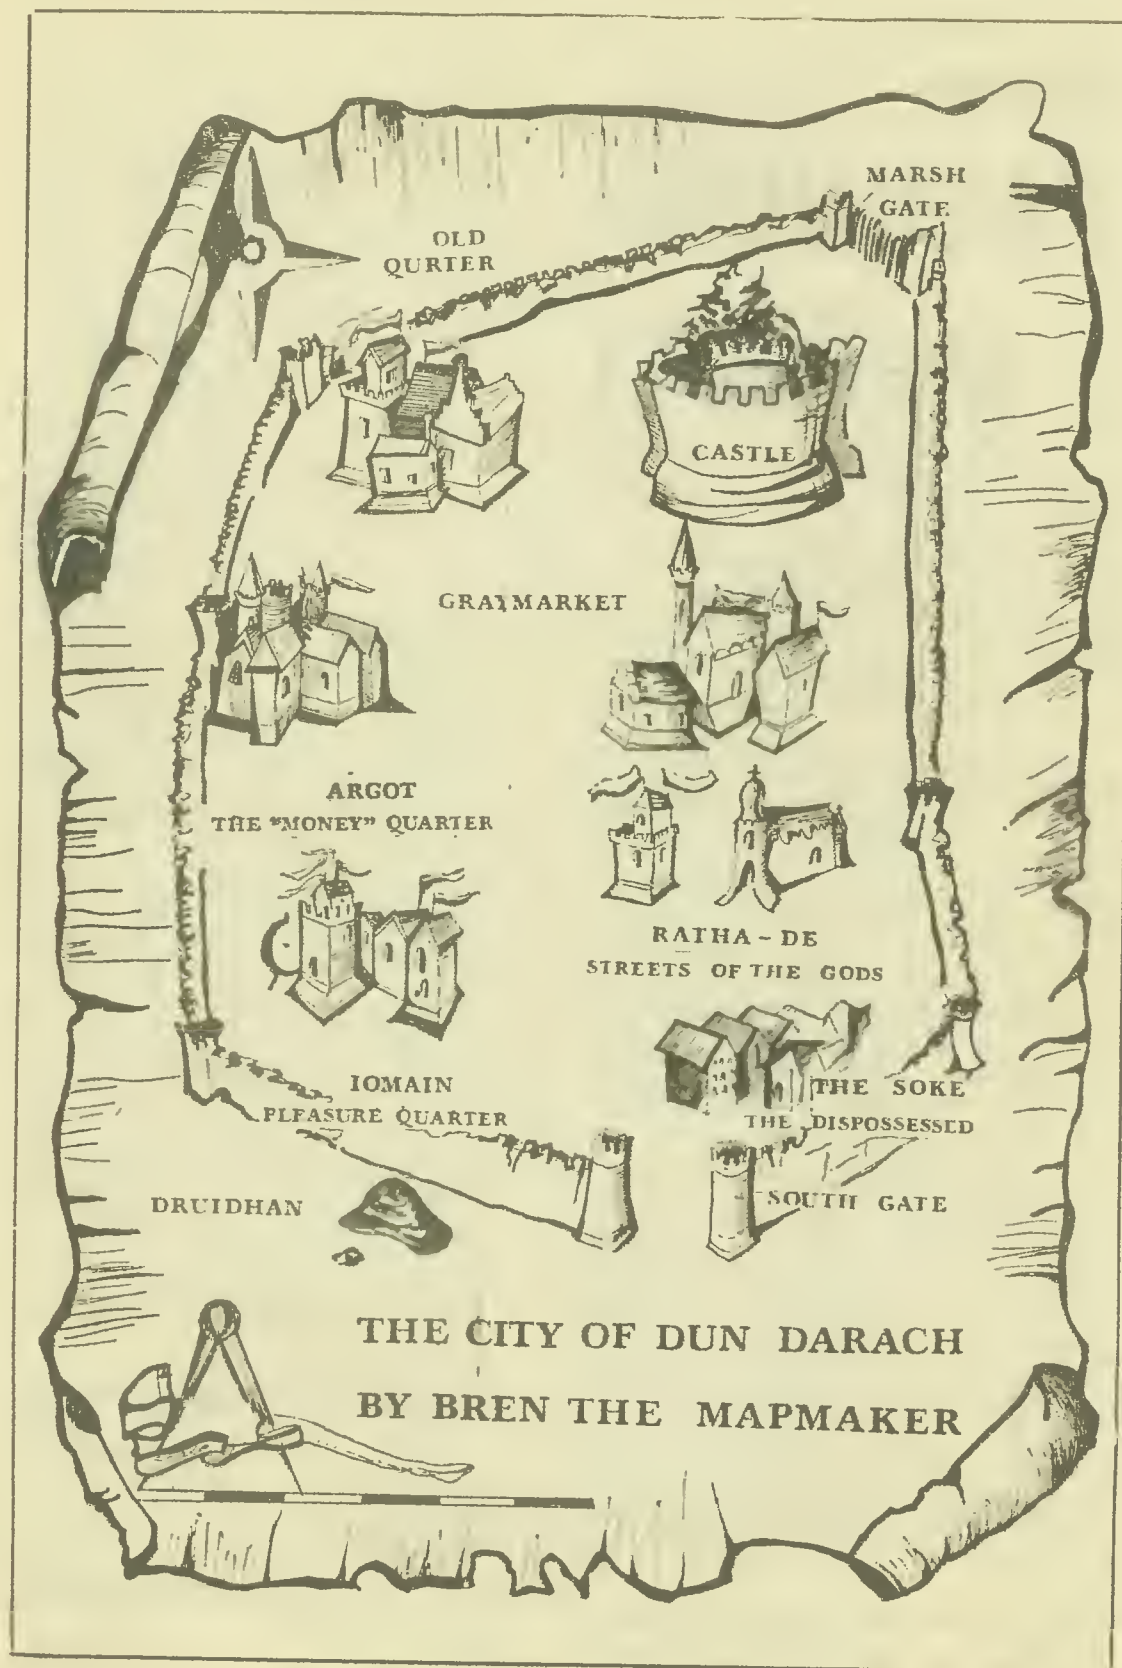 MARSH
GATE
OLD
QURTER
CASTLE
GRAYMARKET
ARGOT
THE "MONEY" QUARTER
RATHA - DE
STREETS OF THE GODS
IOMAIN
PLEASURE QUARTER
THE SOKE
THE DISPOSSESSED
DRUIDHAN
SOUTH GATE
THE CITY OF DUN DARACH
BY BREN THE MAPMAKER